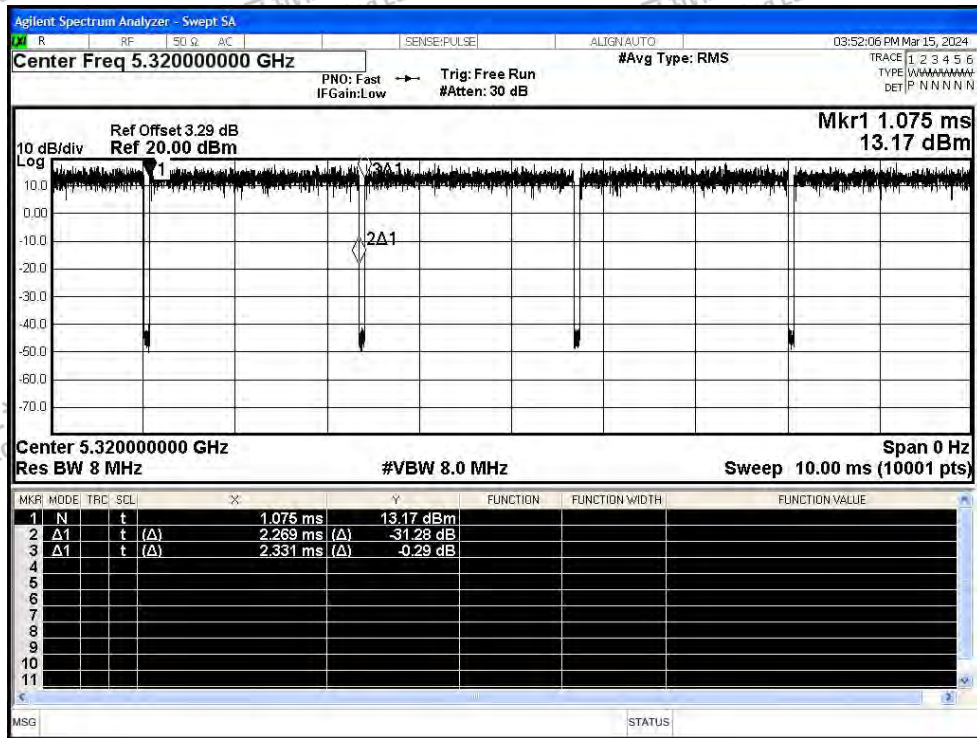 Agilent Spectrum Analyzer - Swept SA
LXI R RF 50 Ω AC SENSE:PULSE ALIGN AUTO 03:52:06 PM Mar 15, 2024
Center Freq 5.320000000 GHz #Avg Type: RMS TRACE 1 2 3 4 5 6
PNO: Fast Trig: Free Run TYPE WWWWWW
IFGain:Low #Atten: 30 dB DET P N N N N N
Mkr1 1.075 ms
Ref Offset 3.29 dB
10 dB/div Ref 20.00 dBm 13.17 dBm
Log
1 3Δ1
10.0
0.00
-10.0 2Δ1
-20.0
-30.0
-40.0
-50.0
-60.0
-70.0
Center 5.320000000 GHz Span 0 Hz
Res BW 8 MHz #VBW 8.0 MHz Sweep 10.00 ms (10001 pts)
MKR MODE TRC SCL X Y FUNCTION FUNCTION WIDTH FUNCTION VALUE
1 N t 1.075 ms 13.17 dBm
2 Δ1 t (Δ) 2.269 ms (Δ) -31.28 dB
3 Δ1 t (Δ) 2.331 ms (Δ) -0.29 dB
4
5
6
7
8
9
10
11
MSG STATUS